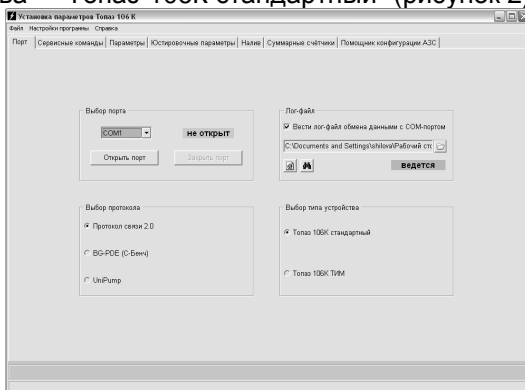 "Топаз-106К стандартный" (рисунок 2)
Установка параметров Топаз 106 К
Файл Настройки программы Справка
Порт Сервисные команды Параметры Юстировочные параметры Налив Суммарные счётчики Помощник конфигурации АЗС
Выбор порта
COM1
не открыт
Открыть порт
Закрыть порт
Лог-файл
Вести лог-файл обмена данными с COM-портом
C:\Documents and Settings\shilova\Рабочий сто
ведется
Выбор протокола
Протокол связи 2.0
BG-PDE (С-Бенч)
UniPump
Выбор типа устройства
Топаз 106К стандартный
Топаз 106К ТИМ